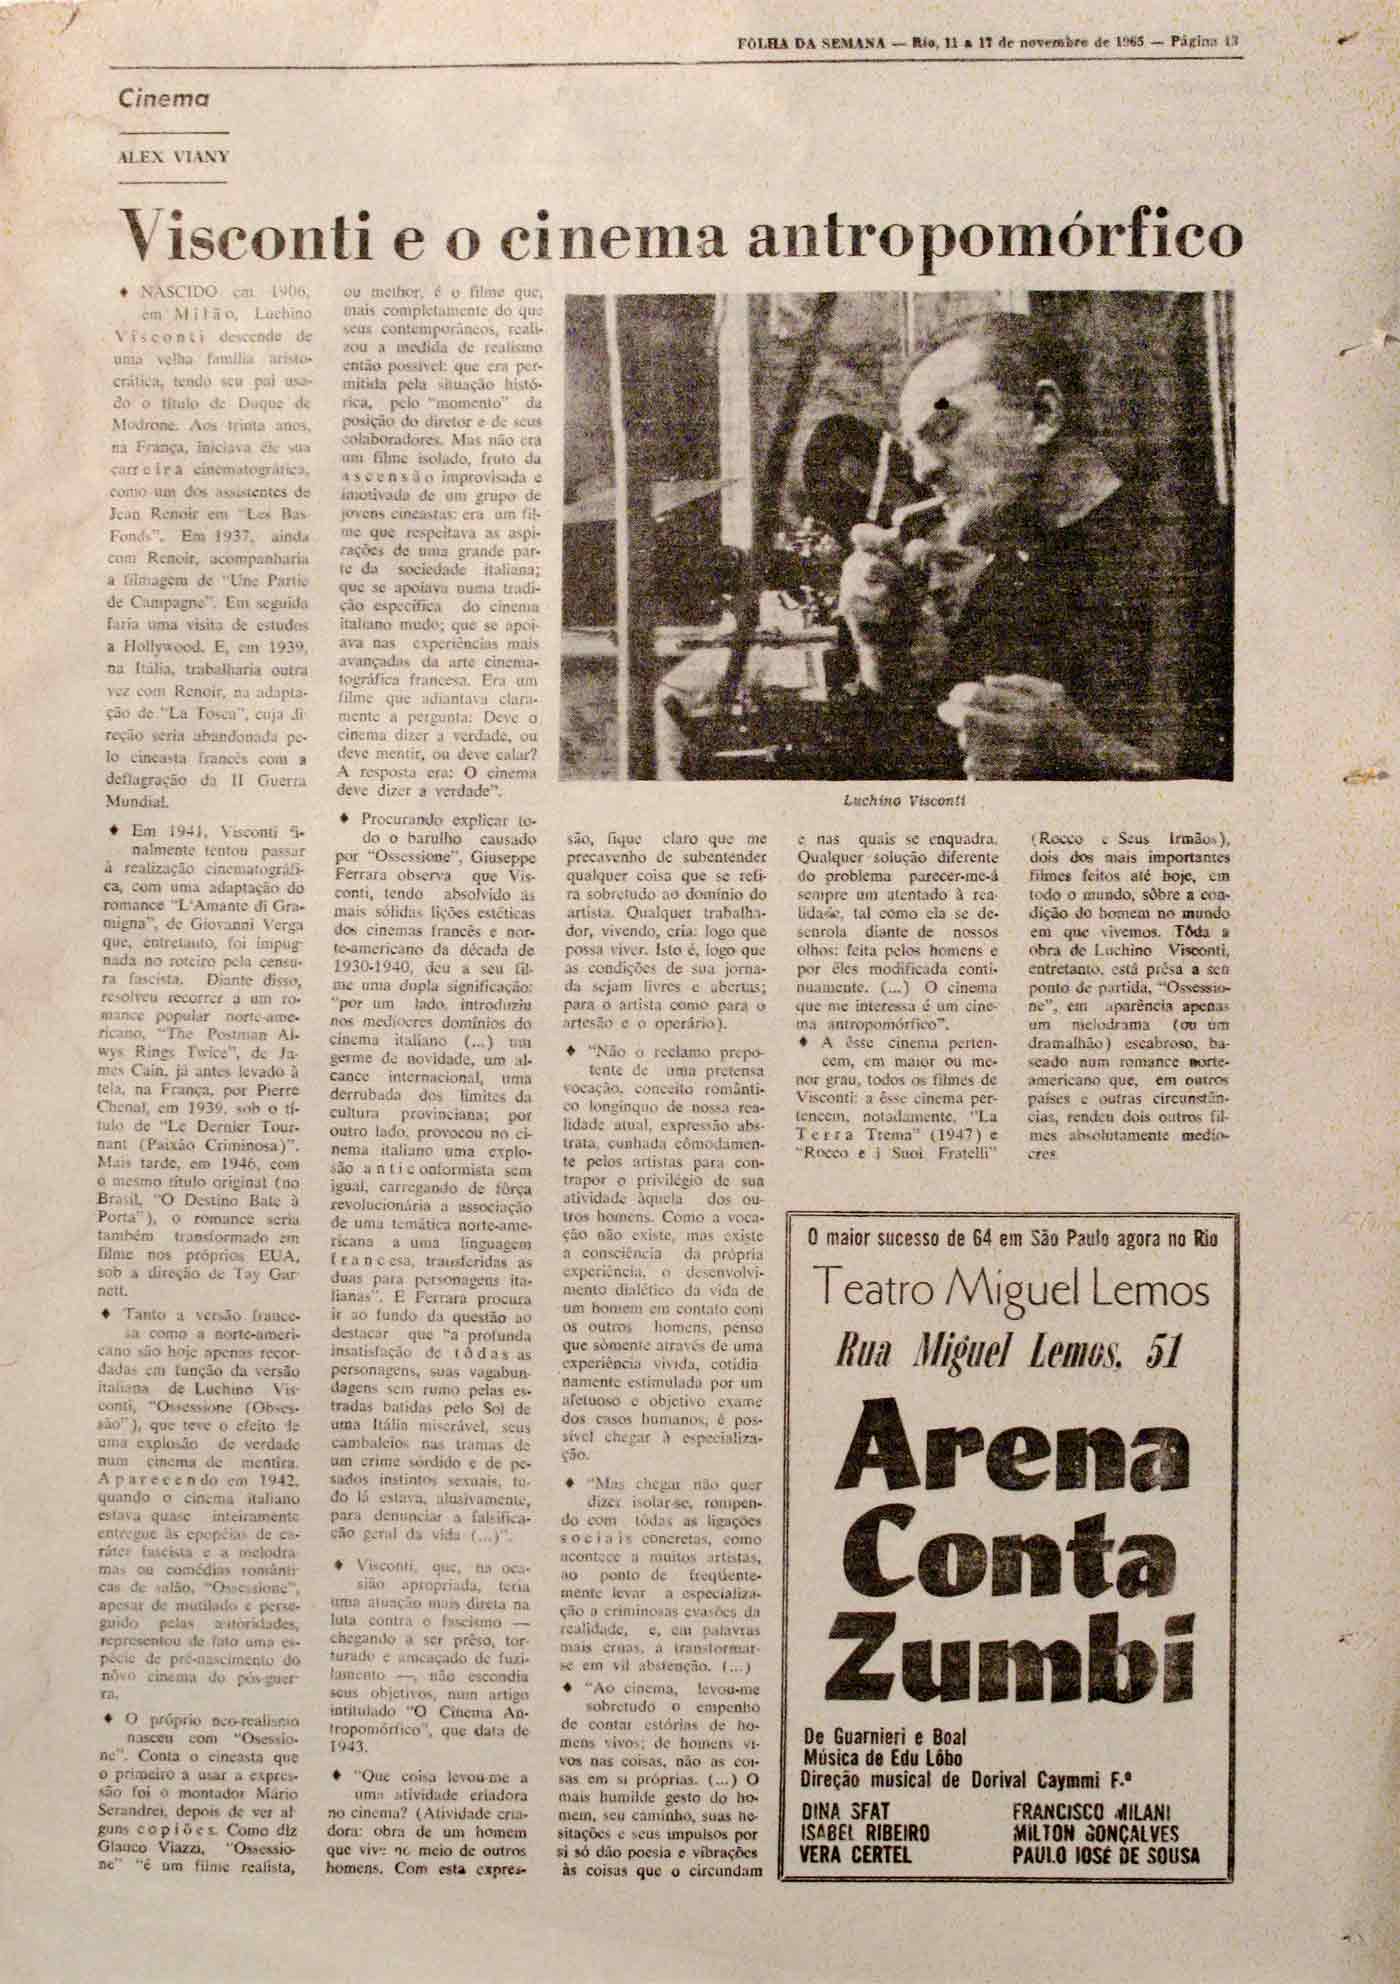 FOLHA DA SEMANA — Rio, 11 a 17 de novembro de 1965 — Página 13
Cinema
ALEX VIANY
Visconti e o cinema antropomórfico
♦ NASCIDO em 1906,
em Milão, Luchino
Visconti descende de
uma velha família aristo-
crática, tendo seu pai usa-
do o título de Duque de
Modrone. Aos trinta anos,
na França, iniciava êle sua
carreira cinematográfica,
como um dos assistentes de
Jean Renoir em "Les Bas-
Fonds". Em 1937, ainda
com Renoir, acompanharia
a filmagem de "Une Partie
de Campagne". Em seguida
faria uma visita de estudos
a Hollywood. E, em 1939,
na Itália, trabalharia outra
vez com Renoir, na adapta-
ção de "La Tosca", cuja di
reção seria abandonada pe-
lo cineasta francês com a
deflagração da II Guerra
Mundial.
♦ Em 1941, Visconti fi-
nalmente tentou passar
à realização cinematográfi-
ca, com uma adaptação do
romance "L'Amante di Gra-
migna", de Giovanni Verga
que, entretanto, foi impug-
nada no roteiro pela censu-
ra fascista. Diante disso,
resolveu recorrer a um ro-
mance popular norte-ame-
ricano, "The Postman Al-
wys Rings Twice", de Ja-
mes Cain, já antes levado à
tela, na França, por Pierre
Chenal, em 1939, sob o tí-
tulo de "Le Dernier Tour-
nant (Paixão Criminosa)".
Mais tarde, em 1946, com
o mesmo título original (no
Brasil, "O Destino Bate à
Porta"), o romance seria
também transformado em
filme nos próprios EUA,
sob a direção de Tay Gar-
nett.
♦ Tanto a versão france-
sa como a norte-ameri-
cano são hoje apenas recor-
dadas em função da versão
italiana de Luchino Vis-
conti, "Ossessione (Obses-
são"), que teve o efeito de
uma explosão de verdade
num cinema de mentira.
Aparecendo em 1942,
quando o cinema italiano
estava quase inteiramente
entregue às epopéias de ca-
ráter fascista e a melodra-
mas ou comédias românti-
cas de salão, "Ossessione",
apesar de mutilado e perse-
guido pelas autoridades,
representou de fato uma es-
pécie de pré-nascimento do
nôvo cinema do pós-guer-
ra.
♦ O próprio neo-realismo
nasceu com "Osessio-
ne". Conta o cineasta que
o primeiro a usar a expres-
são foi o montador Mário
Serandrei, depois de ver al
guns copiões. Como diz
Glauco Viazzi, "Ossessio-
ne" "é um filme realista,
ou melhor, é o filme que,
mais completamente do que
seus contemporâneos, reali-
zou a medida de realismo
então possível: que era per-
mitida pela situação histó-
rica, pelo "momento" da
posição do diretor e de seus
colaboradores. Mas não era
um filme isolado, fruto da
ascensão improvisada e
imotivada de um grupo de
jovens cineastas: era um fil-
me que respeitava as aspi-
rações de uma grande par-
te da sociedade italiana;
que se apoiava numa tradi-
ção específica do cinema
italiano mudo; que se apoi-
ava nas experiências mais
avançadas da arte cinema-
tográfica francesa. Era um
filme que adiantava clara-
mente a pergunta: Deve o
cinema dizer a verdade, ou
deve mentir, ou deve calar?
A resposta era: O cinema
deve dizer a verdade".
♦ Procurando explicar to-
do o barulho causado
por "Ossessione", Giuseppe
Ferrara observa que Vis-
conti, tendo absolvido as
mais sólidas lições estéticas
dos cinemas francês e nor-
te-americano da década de
1930-1940, deu a seu fil-
me uma dupla significação:
"por um lado, introduziu
nos medíocres domínios do
cinema italiano (...) um
germe de novidade, um al-
cance internacional, uma
derrubada dos limites da
cultura provinciana; por
outro lado, provocou no ci-
nema italiano uma explo-
são anticonformista sem
igual, carregando de fôrça
revolucionária a associação
de uma temática norte-ame-
ricana a uma linguagem
francesa, transferidas as
duas para personagens ita-
lianas". E Ferrara procura
ir ao fundo da questão ao
destacar que "a profunda
insatisfação de tôdas as
personagens, suas vagabun-
dagens sem rumo pelas es-
tradas batidas pelo Sol de
uma Itália miserável, seus
cambaleios nas tramas de
um crime sórdido e de pe-
sados instintos sexuais, tu-
do lá estava, alusivamente,
para denunciar a falsifica-
ção geral da vida (...)".
♦ Visconti, que, na oca-
sião apropriada, teria
uma atuação mais direta na
luta contra o fascismo —
chegando a ser prêso, tor-
turado e ameaçado de fuzi-
lamento —, não escondia
seus objetivos, num artigo
intitulado "O Cinema An-
tropomórfico", que data de
1943.
♦ "Que coisa levou-me a
uma atividade criadora
no cinema? (Atividade cria-
dora: obra de um homem
que vive no meio de outros
homens. Com esta expres-
Luchino Visconti
são, fique claro que me
precavenho de subentender
qualquer coisa que se refi-
ra sobretudo ao domínio do
artista. Qualquer trabalha-
dor, vivendo, cria: logo que
possa viver. Isto é, logo que
as condições de sua jorna-
da sejam livres e abertas;
para o artista como para o
artesão e o operário).
♦ "Não o reclamo prepo-
tente de uma pretensa
vocação, conceito românti-
co longínquo de nossa rea-
lidade atual, expressão abs-
trata, cunhada cômodamen-
te pelos artistas para con-
trapor o privilégio de sua
atividade àquela dos ou-
tros homens. Como a voca-
ção não existe, mas existe
a consciência da própria
experiência, o desenvolvi-
mento dialético da vida de
um homem em contato com
os outros homens, penso
que sòmente através de uma
experiência vivida, cotidia
namente estimulada por um
afetuoso e objetivo exame
dos casos humanos, é pos-
sível chegar à especializa-
ção.
♦ "Mas chegar não quer
dizer isolar-se, rompen-
do com tôdas as ligações
sociais concretas, como
acontece a muitos artistas,
ao ponto de freqüente-
mente levar a especializa-
ção a criminosas evasões da
realidade, e, em palavras
mais cruas, a transformar-
se em vil abstenção. (...)
♦ "Ao cinema, levou-me
sobretudo o empenho
de contar estórias de ho-
mens vivos; de homens vi-
vos nas coisas, não as coi-
sas em si próprias. (...) O
mais humilde gesto do ho-
mem, seu caminho, suas he-
sitações e seus impulsos por
si só dão poesia e vibrações
às coisas que o circundam
e nas quais se enquadra.
Qualquer solução diferente
do problema parecer-me-á
sempre um atentado à rea-
lidade, tal como ela se de-
senrola diante de nossos
olhos: feita pelos homens e
por êles modificada conti-
nuamente. (...) O cinema
que me interessa é um cine-
ma antropomórfico".
♦ A êsse cinema perten-
cem, em maior ou me-
nor grau, todos os filmes de
Visconti: a êsse cinema per-
tencem, notadamente, "La
Terra Trema" (1947) e
"Rocco e i Suoi Fratelli"
(Rocco e Seus Irmãos),
dois dos mais importantes
filmes feitos até hoje, em
todo o mundo, sôbre a con-
dição do homem no mundo
em que vivemos. Tôda a
obra de Luchino Visconti,
entretanto, está prêsa a seu
ponto de partida, "Ossessio-
ne", em aparência apenas
um melodrama (ou um
dramalhão) escabroso, ba-
seado num romance norte-
americano que, em outros
países e outras circunstân-
cias, rendeu dois outros fil-
mes absolutamente medío-
cres.
O maior sucesso de 64 em São Paulo agora no Rio
Teatro Miguel Lemos
Rua Miguel Lemos, 51
Arena
Conta
Zumbi
De Guarnieri e Boal
Música de Edu Lôbo
Direção musical de Dorival Caymmi F.º
DINA SFAT FRANCISCO MILANI
ISABEL RIBEIRO MILTON GONÇALVES
VERA CERTEL PAULO JOSÉ DE SOUSA